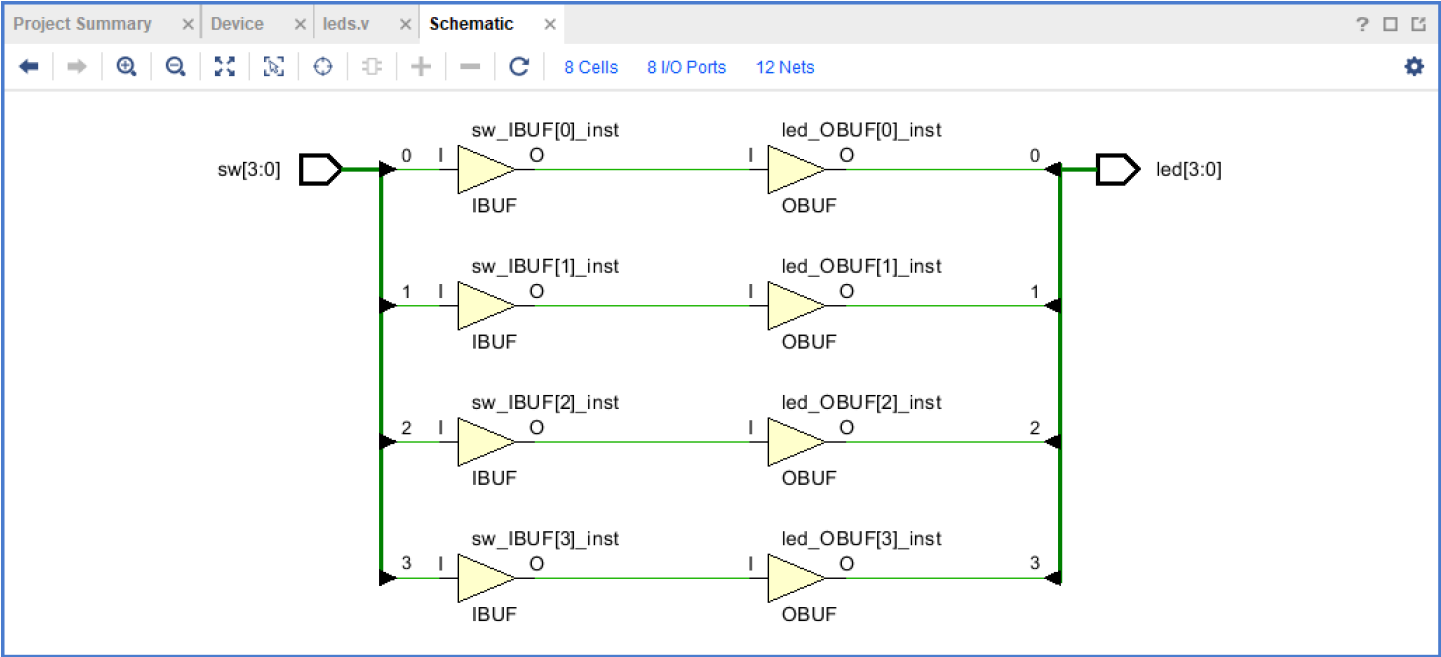 Project Summary × Device × leds.v × Schematic × ?
8 Cells 8 I/O Ports 12 Nets
sw_IBUF[0]_inst led_OBUF[0]_inst
sw[3:0] 0 I O I O 0 led[3:0]
IBUF OBUF
sw_IBUF[1]_inst led_OBUF[1]_inst
1 I O I O 1
IBUF OBUF
sw_IBUF[2]_inst led_OBUF[2]_inst
2 I O I O 2
IBUF OBUF
sw_IBUF[3]_inst led_OBUF[3]_inst
3 I O I O 3
IBUF OBUF